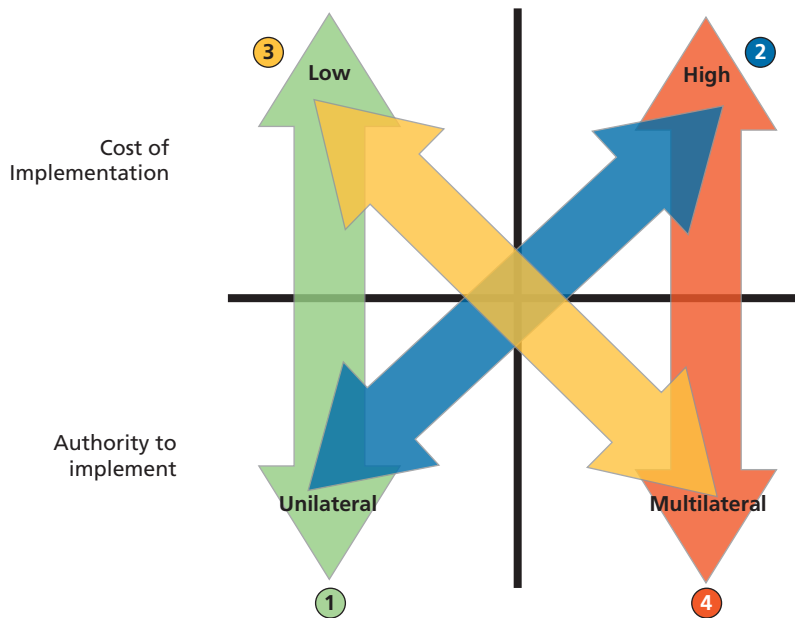 3
Low
High
2
Cost of
Implementation
Authority to
implement
Unilateral
Multilateral
1
4